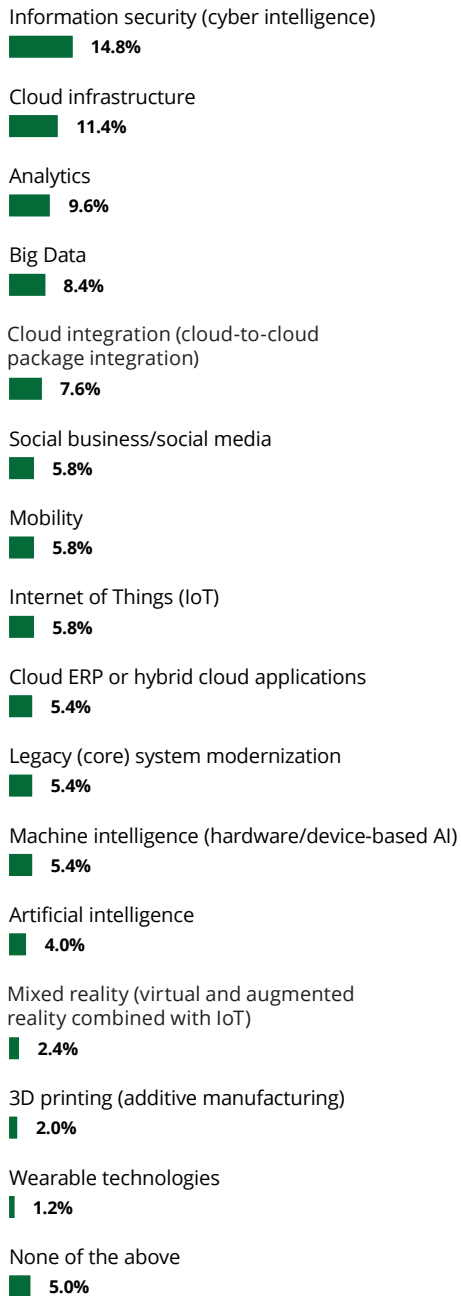 Information security (cyber intelligence)
14.8%
Cloud infrastructure
11.4%
Analytics
9.6%
Big Data
8.4%
Cloud integration (cloud-to-cloud
package integration)
7.6%
Social business/social media
5.8%
Mobility
5.8%
Internet of Things (IoT)
5.8%
Cloud ERP or hybrid cloud applications
5.4%
Legacy (core) system modernization
5.4%
Machine intelligence (hardware/device-based AI)
5.4%
Artificial intelligence
4.0%
Mixed reality (virtual and augmented
reality combined with IoT)
2.4%
3D printing (additive manufacturing)
2.0%
Wearable technologies
1.2%
None of the above
5.0%